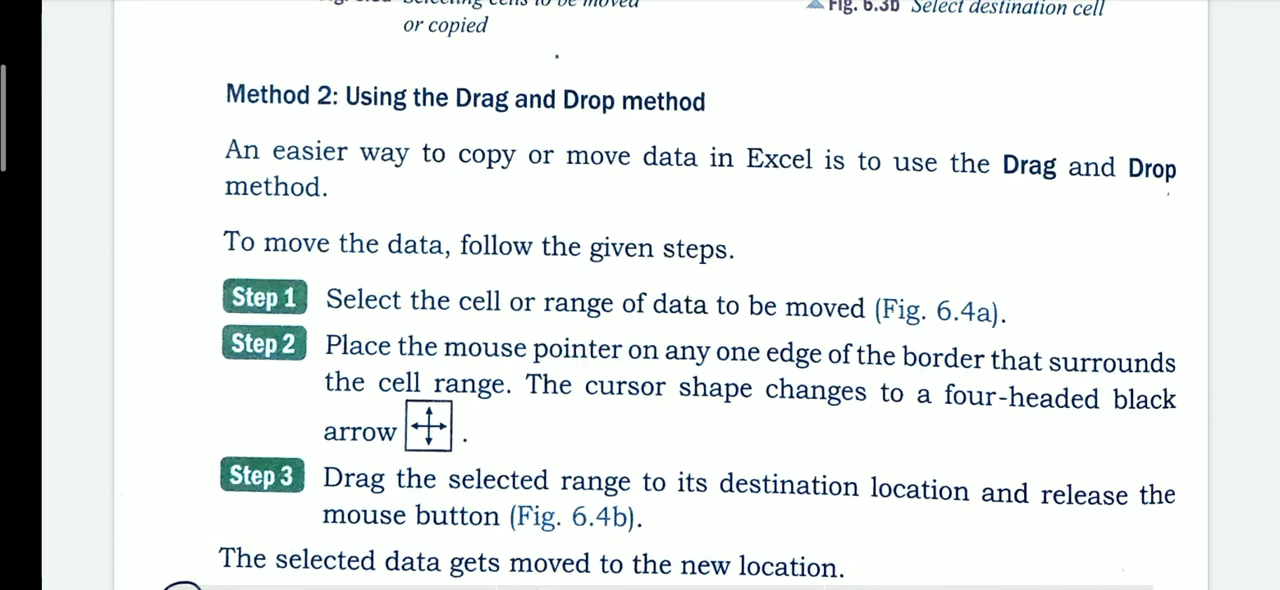 or copied
Fig. 6.3b Select destination cell
Method 2: Using the Drag and Drop method
An easier way to copy or move data in Excel is to use the Drag and Drop
method.
To move the data, follow the given steps.
Step 1 Select the cell or range of data to be moved (Fig. 6.4a).
Step 2 Place the mouse pointer on any one edge of the border that surrounds
the cell range. The cursor shape changes to a four-headed black
arrow .
Step 3 Drag the selected range to its destination location and release the
mouse button (Fig. 6.4b).
The selected data gets moved to the new location.